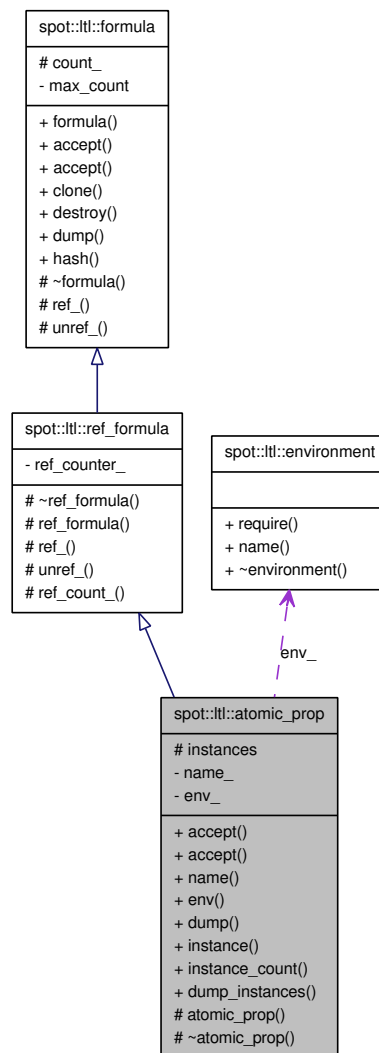 spot::ltl::formula
# count_
- max_count
+ formula()
+ accept()
+ accept()
+ clone()
+ destroy()
+ dump()
+ hash()
# ~formula()
# ref_()
# unref_()
spot::ltl::ref_formula
- ref_counter_
# ~ref_formula()
# ref_formula()
# ref_()
# unref_()
# ref_count_()
spot::ltl::environment
+ require()
+ name()
+ ~environment()
env_
spot::ltl::atomic_prop
# instances
- name_
- env_
+ accept()
+ accept()
+ name()
+ env()
+ dump()
+ instance()
+ instance_count()
+ dump_instances()
# atomic_prop()
# ~atomic_prop()